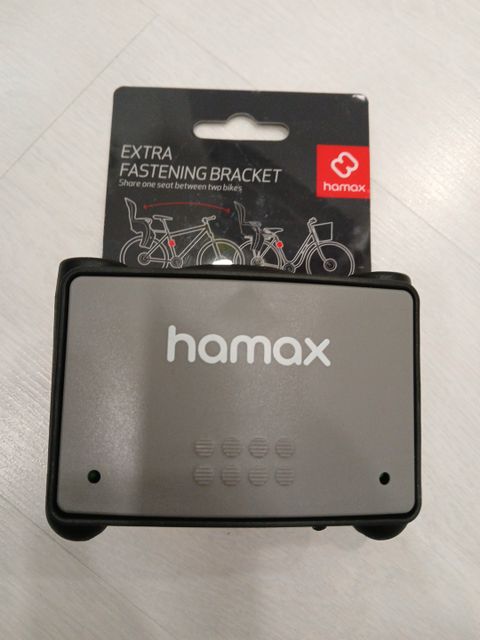 EXTRA
FASTENING BRACKET
Share one seat between two bikes
hamax
hamax